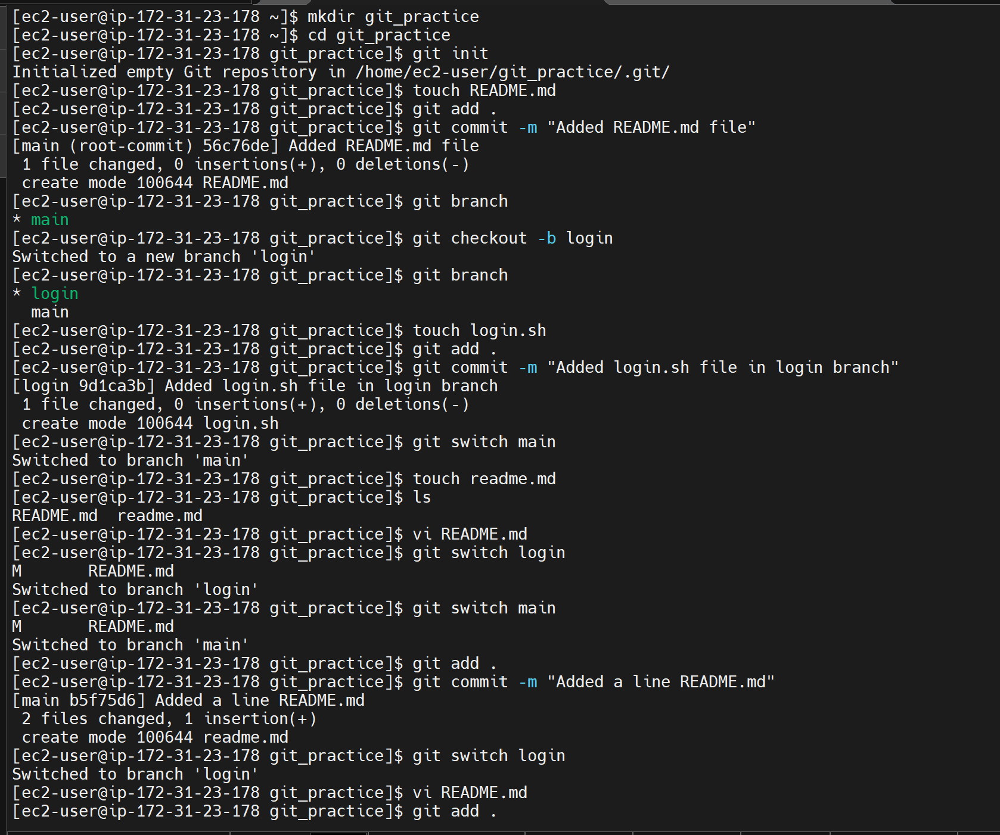 [ec2-user@ip-172-31-23-178 ~]$ mkdir git_practice
[ec2-user@ip-172-31-23-178 ~]$ cd git_practice
[ec2-user@ip-172-31-23-178 git_practice]$ git init
Initialized empty Git repository in /home/ec2-user/git_practice/.git/
[ec2-user@ip-172-31-23-178 git_practice]$ touch README.md
[ec2-user@ip-172-31-23-178 git_practice]$ git add .
[ec2-user@ip-172-31-23-178 git_practice]$ git commit -m "Added README.md file"
[main (root-commit) 56c76de] Added README.md file
 1 file changed, 0 insertions(+), 0 deletions(-)
 create mode 100644 README.md
[ec2-user@ip-172-31-23-178 git_practice]$ git branch
* main
[ec2-user@ip-172-31-23-178 git_practice]$ git checkout -b login
Switched to a new branch 'login'
[ec2-user@ip-172-31-23-178 git_practice]$ git branch
* login
  main
[ec2-user@ip-172-31-23-178 git_practice]$ touch login.sh
[ec2-user@ip-172-31-23-178 git_practice]$ git add .
[ec2-user@ip-172-31-23-178 git_practice]$ git commit -m "Added login.sh file in login branch"
[login 9d1ca3b] Added login.sh file in login branch
 1 file changed, 0 insertions(+), 0 deletions(-)
 create mode 100644 login.sh
[ec2-user@ip-172-31-23-178 git_practice]$ git switch main
Switched to branch 'main'
[ec2-user@ip-172-31-23-178 git_practice]$ touch readme.md
[ec2-user@ip-172-31-23-178 git_practice]$ ls
README.md  readme.md
[ec2-user@ip-172-31-23-178 git_practice]$ vi README.md
[ec2-user@ip-172-31-23-178 git_practice]$ git switch login
M       README.md
Switched to branch 'login'
[ec2-user@ip-172-31-23-178 git_practice]$ git switch main
M       README.md
Switched to branch 'main'
[ec2-user@ip-172-31-23-178 git_practice]$ git add .
[ec2-user@ip-172-31-23-178 git_practice]$ git commit -m "Added a line README.md"
[main b5f75d6] Added a line README.md
 2 files changed, 1 insertion(+)
 create mode 100644 readme.md
[ec2-user@ip-172-31-23-178 git_practice]$ git switch login
Switched to branch 'login'
[ec2-user@ip-172-31-23-178 git_practice]$ vi README.md
[ec2-user@ip-172-31-23-178 git_practice]$ git add .